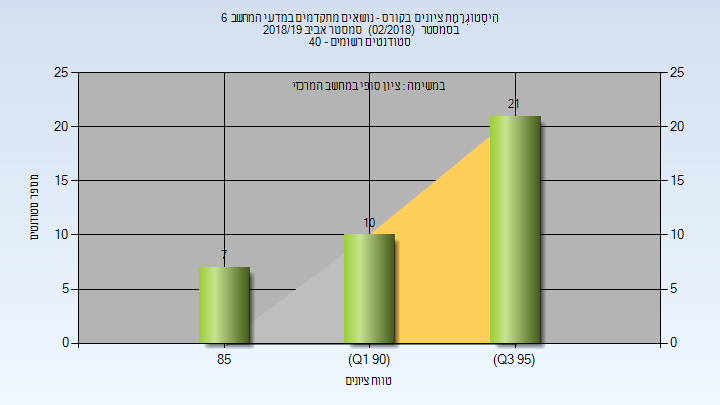 היסטוגרמת ציונים בקורס - נושאים מתקדמים במדעי המחשב 6
בסמסטר (02/2018) סמסטר אביב 2018/19
סטודנטים רשומים - 40
במשימה : ציון סופי במחשב המרכזי
25 25
21
20 20
מספר סטודנטים
15 15
10
10 10
7
5 5
0 0
85 (Q1 90) (Q3 95)
טווח ציונים